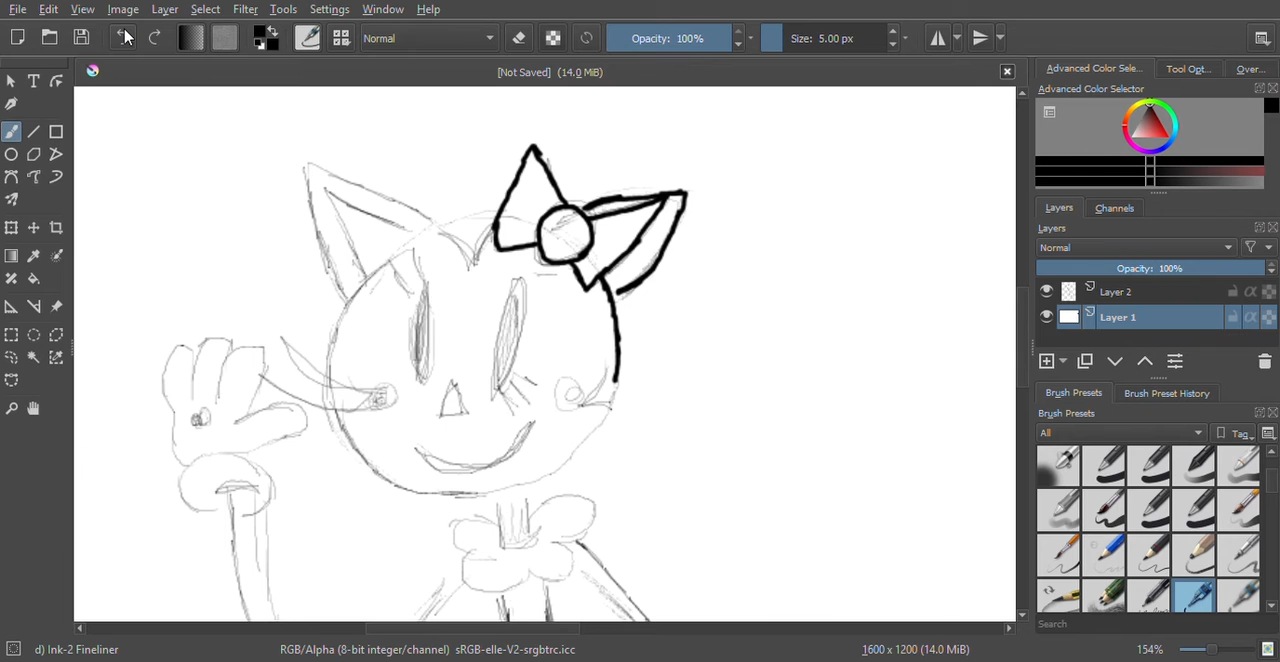 File Edit View Image Layer Select Filter Tools Settings Window Help
Normal Opacity: 100% Size: 5.00 px
[Not Saved] (14.0 MiB)
Advanced Color Sele... Tool Opt... Over...
Advanced Color Selector
Layers Channels
Layers
Normal
Opacity: 100%
Layer 2
Layer 1
Brush Presets Brush Preset History
Brush Presets
All Tag
Search
d) Ink-2 Fineliner RGB/Alpha (8-bit integer/channel) sRGB-elle-V2-srgbtrc.icc 1600 x 1200 (14.0 MiB) 154%